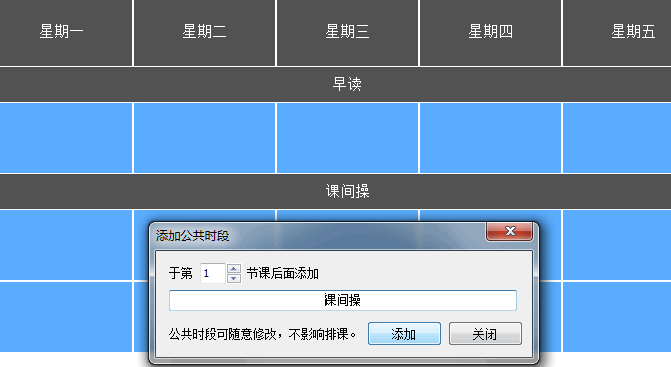 星期一 星期二 星期三 星期四 星期五
早读
课间操
添加公共时段
于第 1 节课后面添加
课间操
公共时段可随意修改，不影响排课。 添加 关闭